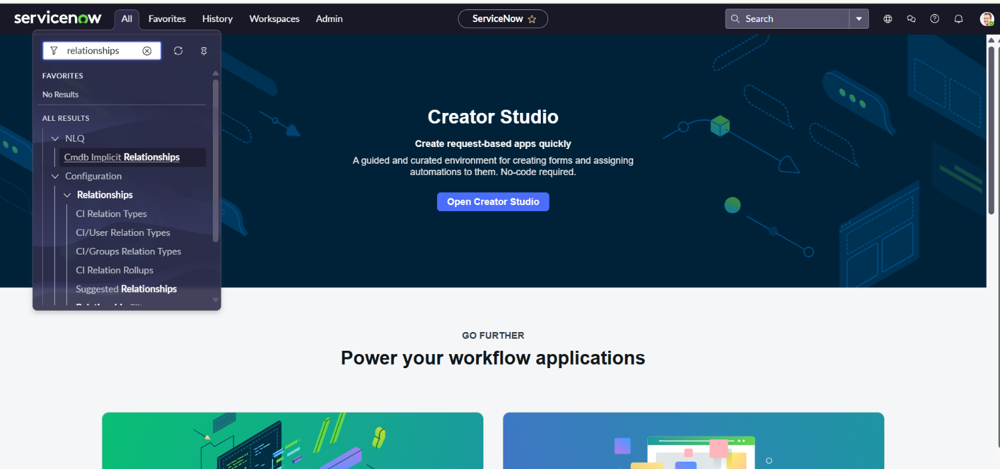 servicenow
All
Favorites
History
Workspaces
Admin
ServiceNow
Search
relationships
FAVORITES
No Results
ALL RESULTS
NLQ
Cmdb Implicit Relationships
Configuration
Relationships
CI Relation Types
CI/User Relation Types
CI/Groups Relation Types
CI Relation Rollups
Suggested Relationships
Creator Studio
Create request-based apps quickly
A guided and curated environment for creating forms and assigning
automations to them. No-code required.
Open Creator Studio
GO FURTHER
Power your workflow applications